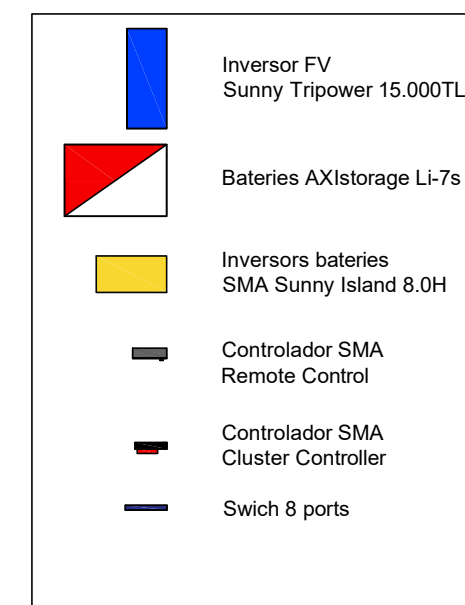 Inversor FV
Sunny Tripower 15.000TL
Bateries AXIstorage Li-7s
Inversors bateries
SMA Sunny Island 8.0H
Controlador SMA
Remote Control
Controlador SMA
Cluster Controller
Swich 8 ports